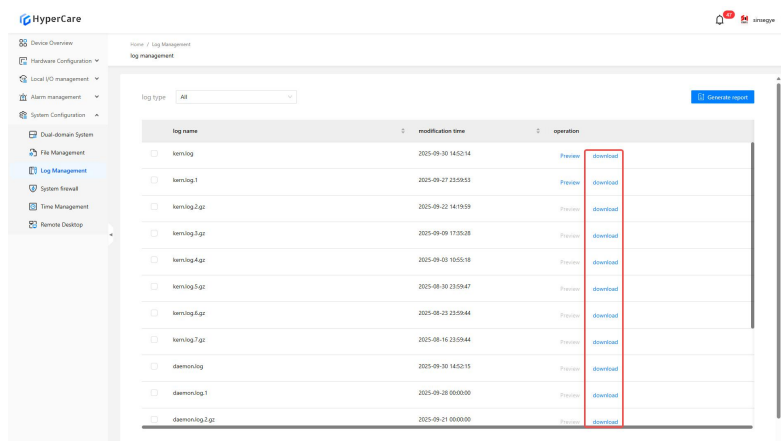 HyperCare
47
sinsegye
Device Overview
Hardware Configuration
Local I/O management
Alarm management
System Configuration
Dual-domain System
File Management
Log Management
System firewall
Time Management
Remote Desktop
Home / Log Management
log management
log type All
Generate report
log name modification time operation
kern.log 2025-09-30 14:52:14 Preview download
kern.log.1 2025-09-27 23:59:53 Preview download
kern.log.2.gz 2025-09-22 14:19:59 Preview download
kern.log.3.gz 2025-09-09 17:35:28 Preview download
kern.log.4.gz 2025-09-03 10:55:18 Preview download
kern.log.5.gz 2025-08-30 23:59:47 Preview download
kern.log.6.gz 2025-08-23 23:59:44 Preview download
kern.log.7.gz 2025-08-16 23:59:44 Preview download
daemon.log 2025-09-30 14:52:15 Preview download
daemon.log.1 2025-09-28 00:00:00 Preview download
daemon.log.2.gz 2025-09-21 00:00:00 Preview download